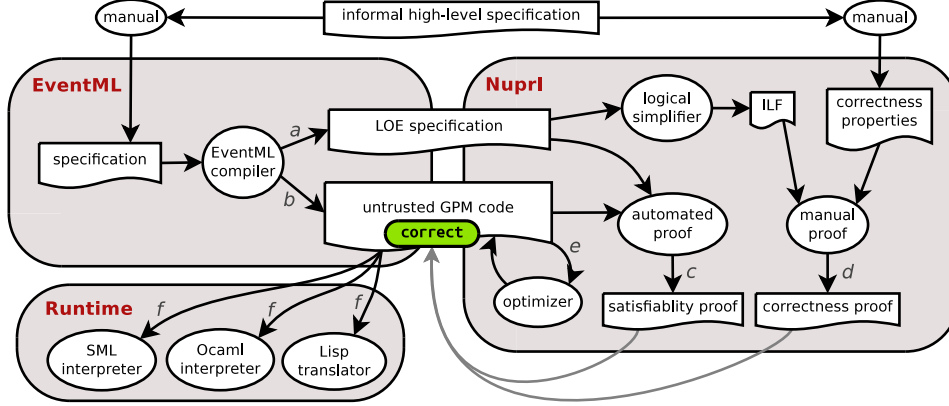 manual
informal high-level specification
manual
EventML
Nuprl
logical
simplifier
ILF
correctness
properties
a
LOE specification
specification
EventML
compiler
b
untrusted GPM code
correct
automated
proof
manual
proof
e
c
d
optimizer
satisfiablity proof
correctness proof
Runtime
f
f
f
SML
interpreter
Ocaml
interpreter
Lisp
translator